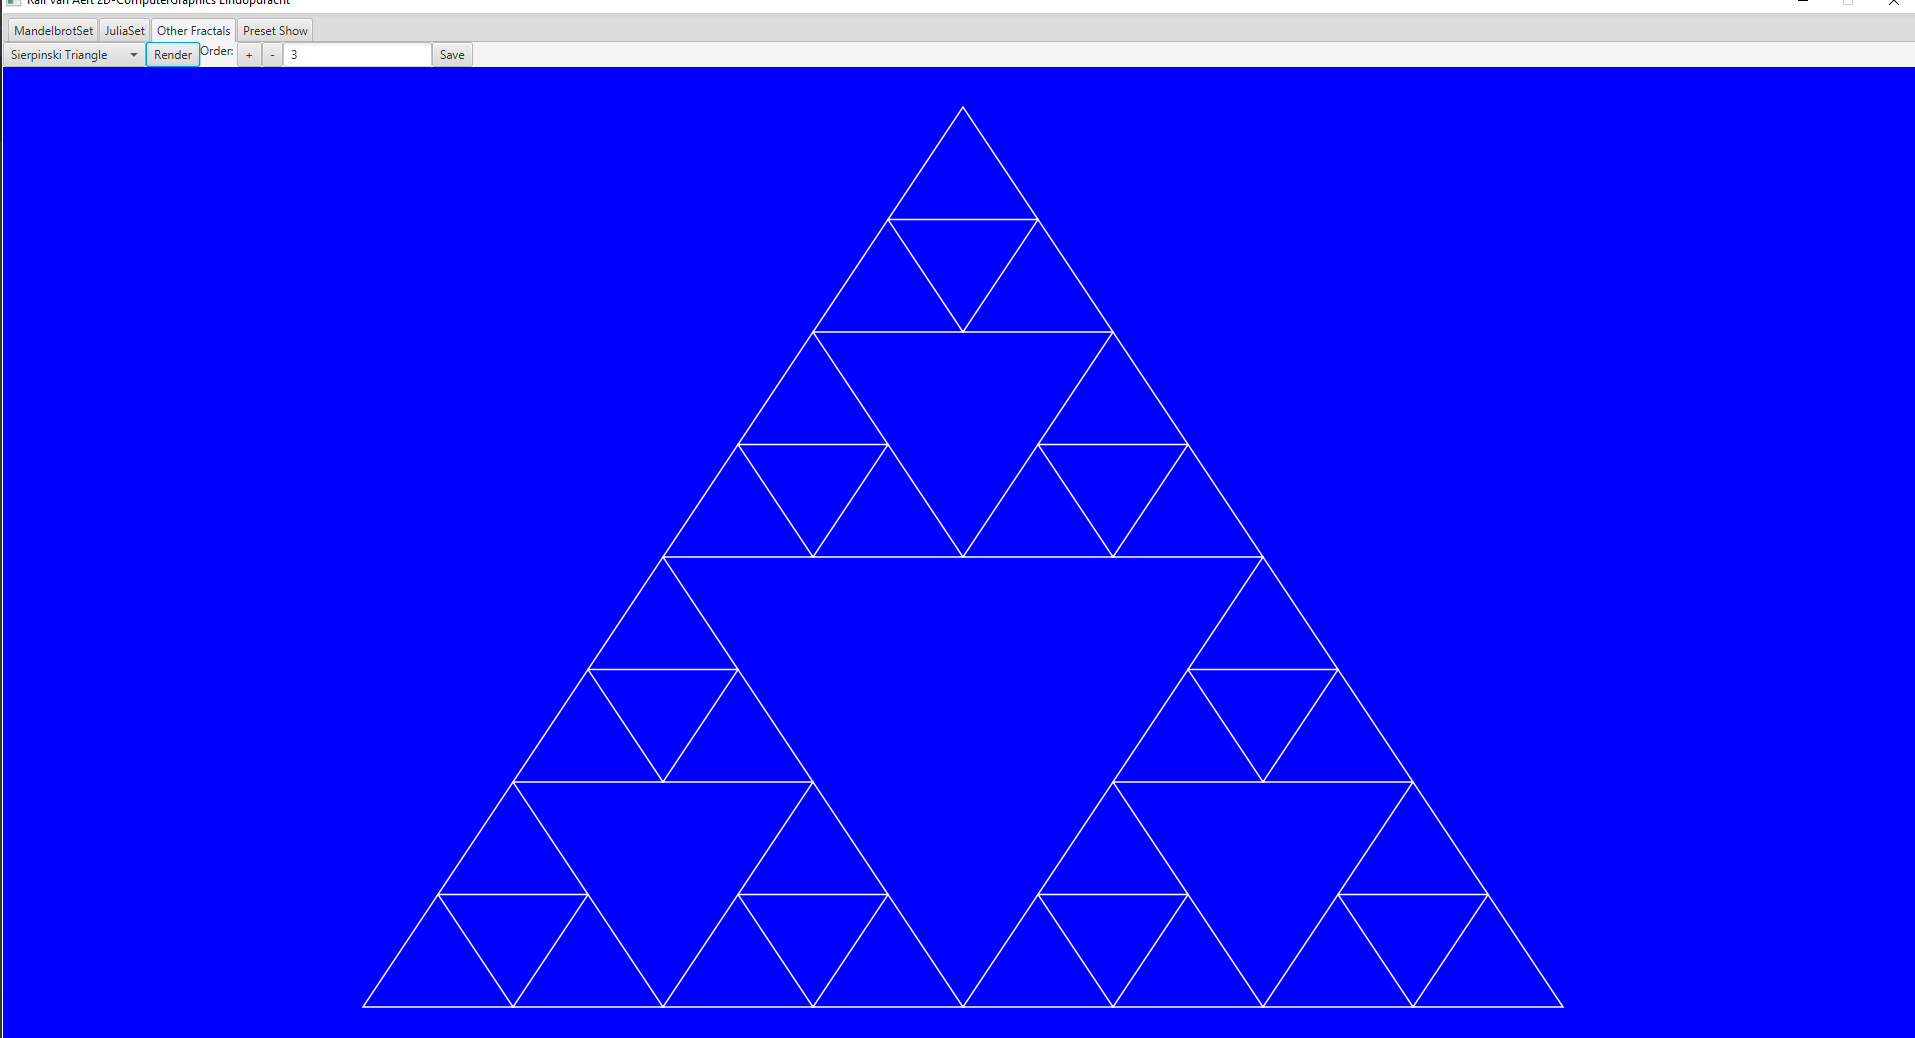 Ralf van Aert 2D-ComputerGraphics Eindopdracht
MandelbrotSet JuliaSet Other Fractals Preset Show
Sierpinski Triangle Render Order: + - 3 Save